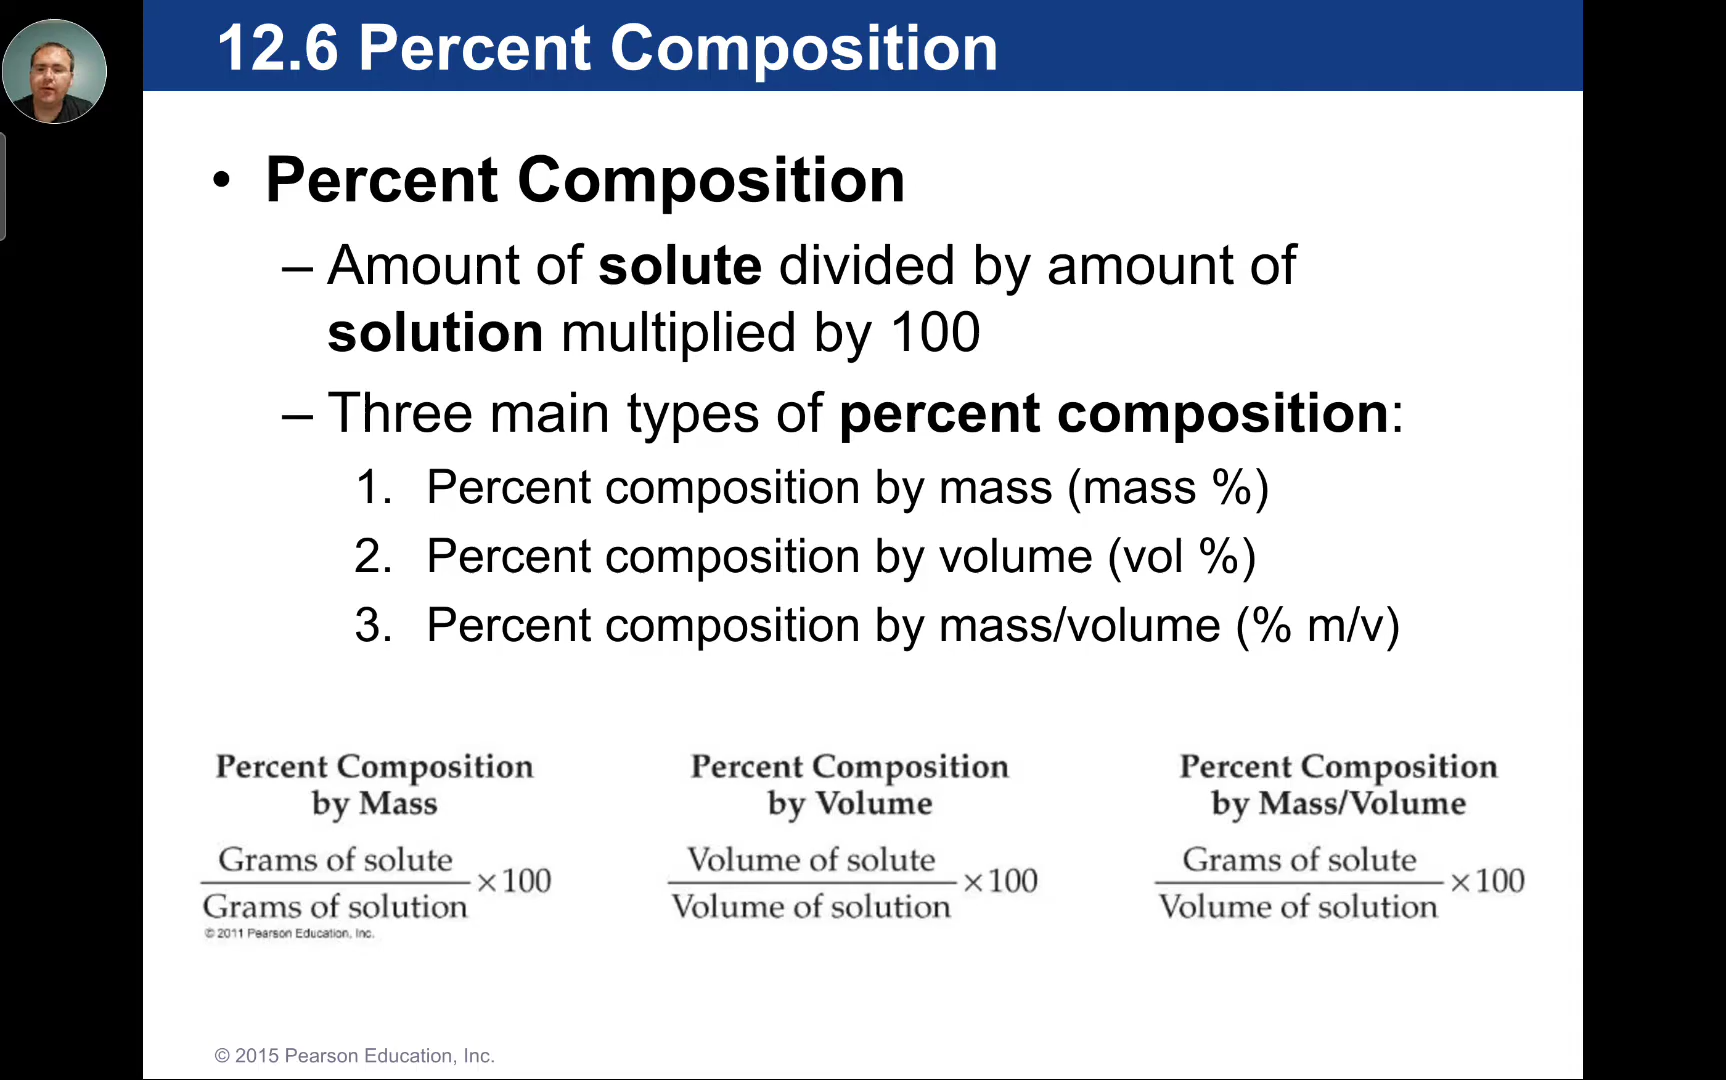 12.6 Percent Composition
• Percent Composition
– Amount of solute divided by amount of
solution multiplied by 100
– Three main types of percent composition:
1. Percent composition by mass (mass %)
2. Percent composition by volume (vol %)
3. Percent composition by mass/volume (% m/v)
Percent Composition
by Mass
Grams of solute
Grams of solution
×100
© 2011 Pearson Education, Inc.
Percent Composition
by Volume
Volume of solute
Volume of solution
×100
Percent Composition
by Mass/Volume
Grams of solute
Volume of solution
×100
© 2015 Pearson Education, Inc.